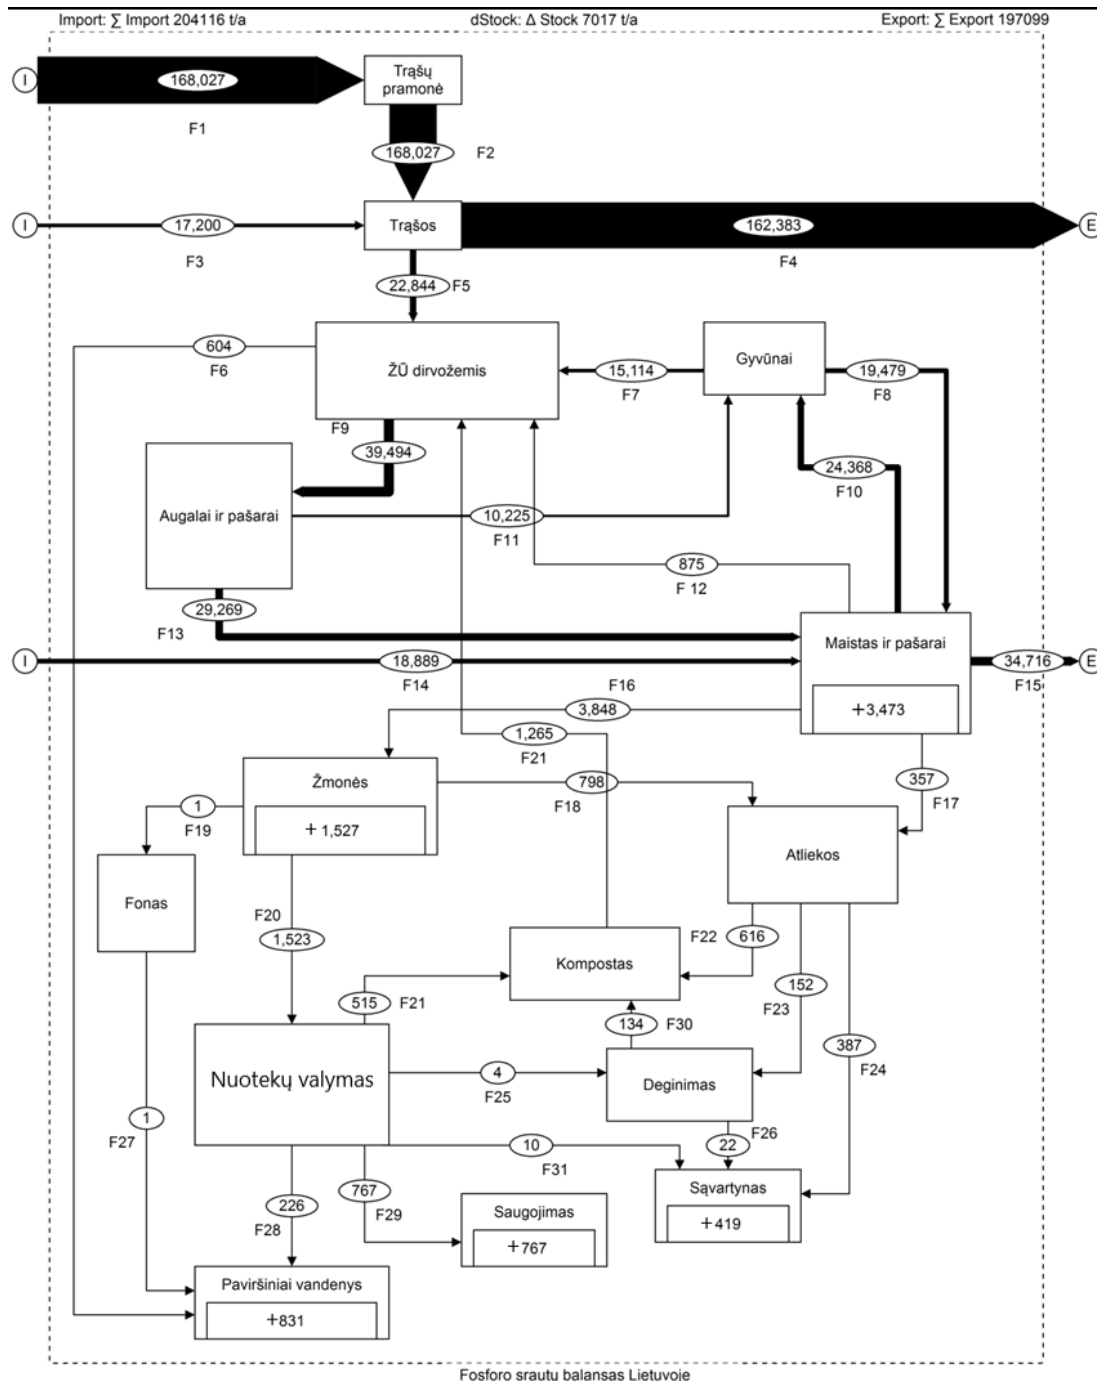 Import: ∑ Import 204116 t/a
dStock: Δ Stock 7017 t/a
Export: ∑ Export 197099
I
168,027
F1
Trąšų
pramonė
168,027
F2
I
17,200
F3
Trąšos
162,383
F4
E
22,844
F5
604
F6
ŽŪ dirvožemis
15,114
F7
Gyvūnai
19,479
F8
F9
39,494
24,368
F10
Augalai ir pašarai
10,225
F11
875
F 12
29,269
F13
Maistas ir pašarai
+3,473
I
18,889
F14
34,716
F15
E
F16
3,848
1,265
F21
357
F17
Žmonės
+ 1,527
798
F18
1
F19
Atliekos
Fonas
F20
1,523
Kompostas
F22
616
515
F21
152
F23
134
F30
387
F24
Nuotekų valymas
4
F25
Deginimas
1
F27
10
F31
22
F26
767
F29
226
F28
Sąvartynas
+419
Saugojimas
+767
Paviršiniai vandenys
+831
Fosforo srautų balansas Lietuvoje